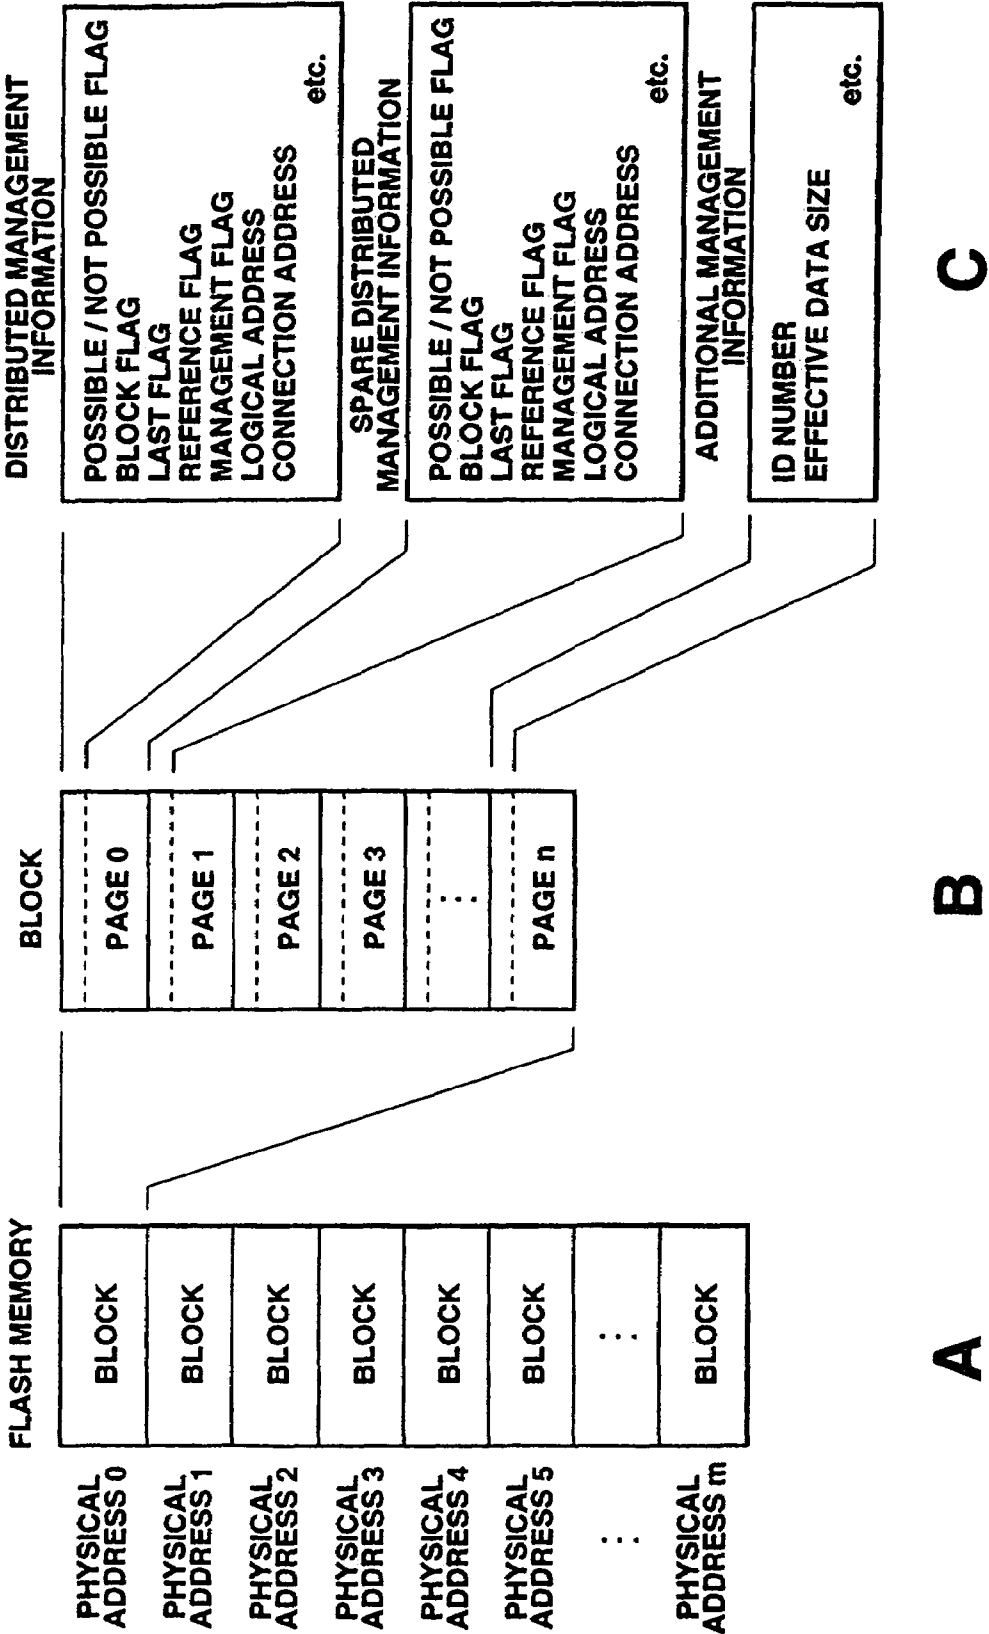 FLASH MEMORY
PHYSICAL
ADDRESS 0
BLOCK
PHYSICAL
ADDRESS 1
BLOCK
PHYSICAL
ADDRESS 2
BLOCK
PHYSICAL
ADDRESS 3
BLOCK
PHYSICAL
ADDRESS 4
BLOCK
PHYSICAL
ADDRESS 5
BLOCK
PHYSICAL
ADDRESS m
BLOCK
A
BLOCK
PAGE 0
PAGE 1
PAGE 2
PAGE 3
PAGE n
B
DISTRIBUTED MANAGEMENT
INFORMATION
POSSIBLE / NOT POSSIBLE FLAG
BLOCK FLAG
LAST FLAG
REFERENCE FLAG
MANAGEMENT FLAG
LOGICAL ADDRESS
CONNECTION ADDRESS
etc.
SPARE DISTRIBUTED
MANAGEMENT INFORMATION
POSSIBLE / NOT POSSIBLE FLAG
BLOCK FLAG
LAST FLAG
REFERENCE FLAG
MANAGEMENT FLAG
LOGICAL ADDRESS
CONNECTION ADDRESS
etc.
ADDITIONAL MANAGEMENT
INFORMATION
ID NUMBER
EFFECTIVE DATA SIZE
etc.
C